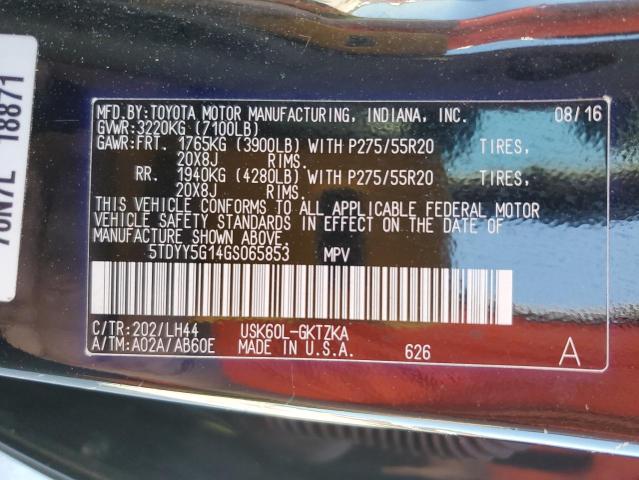 MFD.BY:TOYOTA MOTOR MANUFACTURING, INDIANA, INC. 08/16
GVWR:3220KG (7100LB)
GAWR:FRT. 1765KG (3900LB) WITH P275/55R20 TIRES,
20X8J RIMS.
RR. 1940KG (4280LB) WITH P275/55R20 TIRES,
20X8J RIMS.
THIS VEHICLE CONFORMS TO ALL APPLICABLE FEDERAL MOTOR
VEHICLE SAFETY STANDARDS IN EFFECT ON THE DATE OF
MANUFACTURE SHOWN ABOVE.
5TDYY5G14GS065853 MPV
C/TR:202/LH44 USK60L-GKTZKA
A/TM:A02A/AB60E MADE IN U.S.A. 626 A
18871